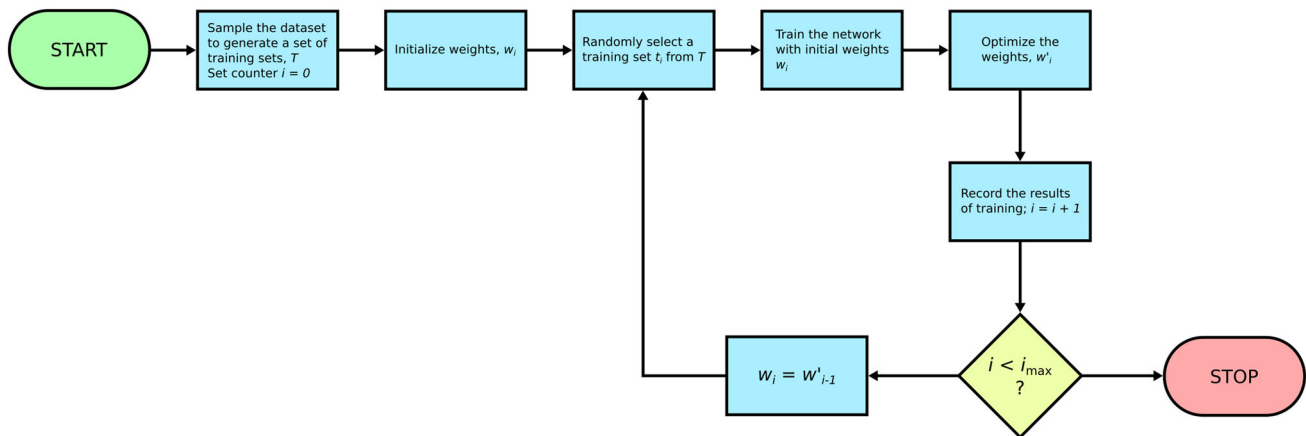 START
Sample the dataset
to generate a set of
training sets, T
Set counter i = 0
Initialize weights, wᵢ
Randomly select a
training set tᵢ from T
Train the network
with initial weights
wᵢ
Optimize the
weights, w'ᵢ
Record the results
of training; i = i + 1
i < iₘₐₓ
?
wᵢ = w'ᵢ₋₁
STOP